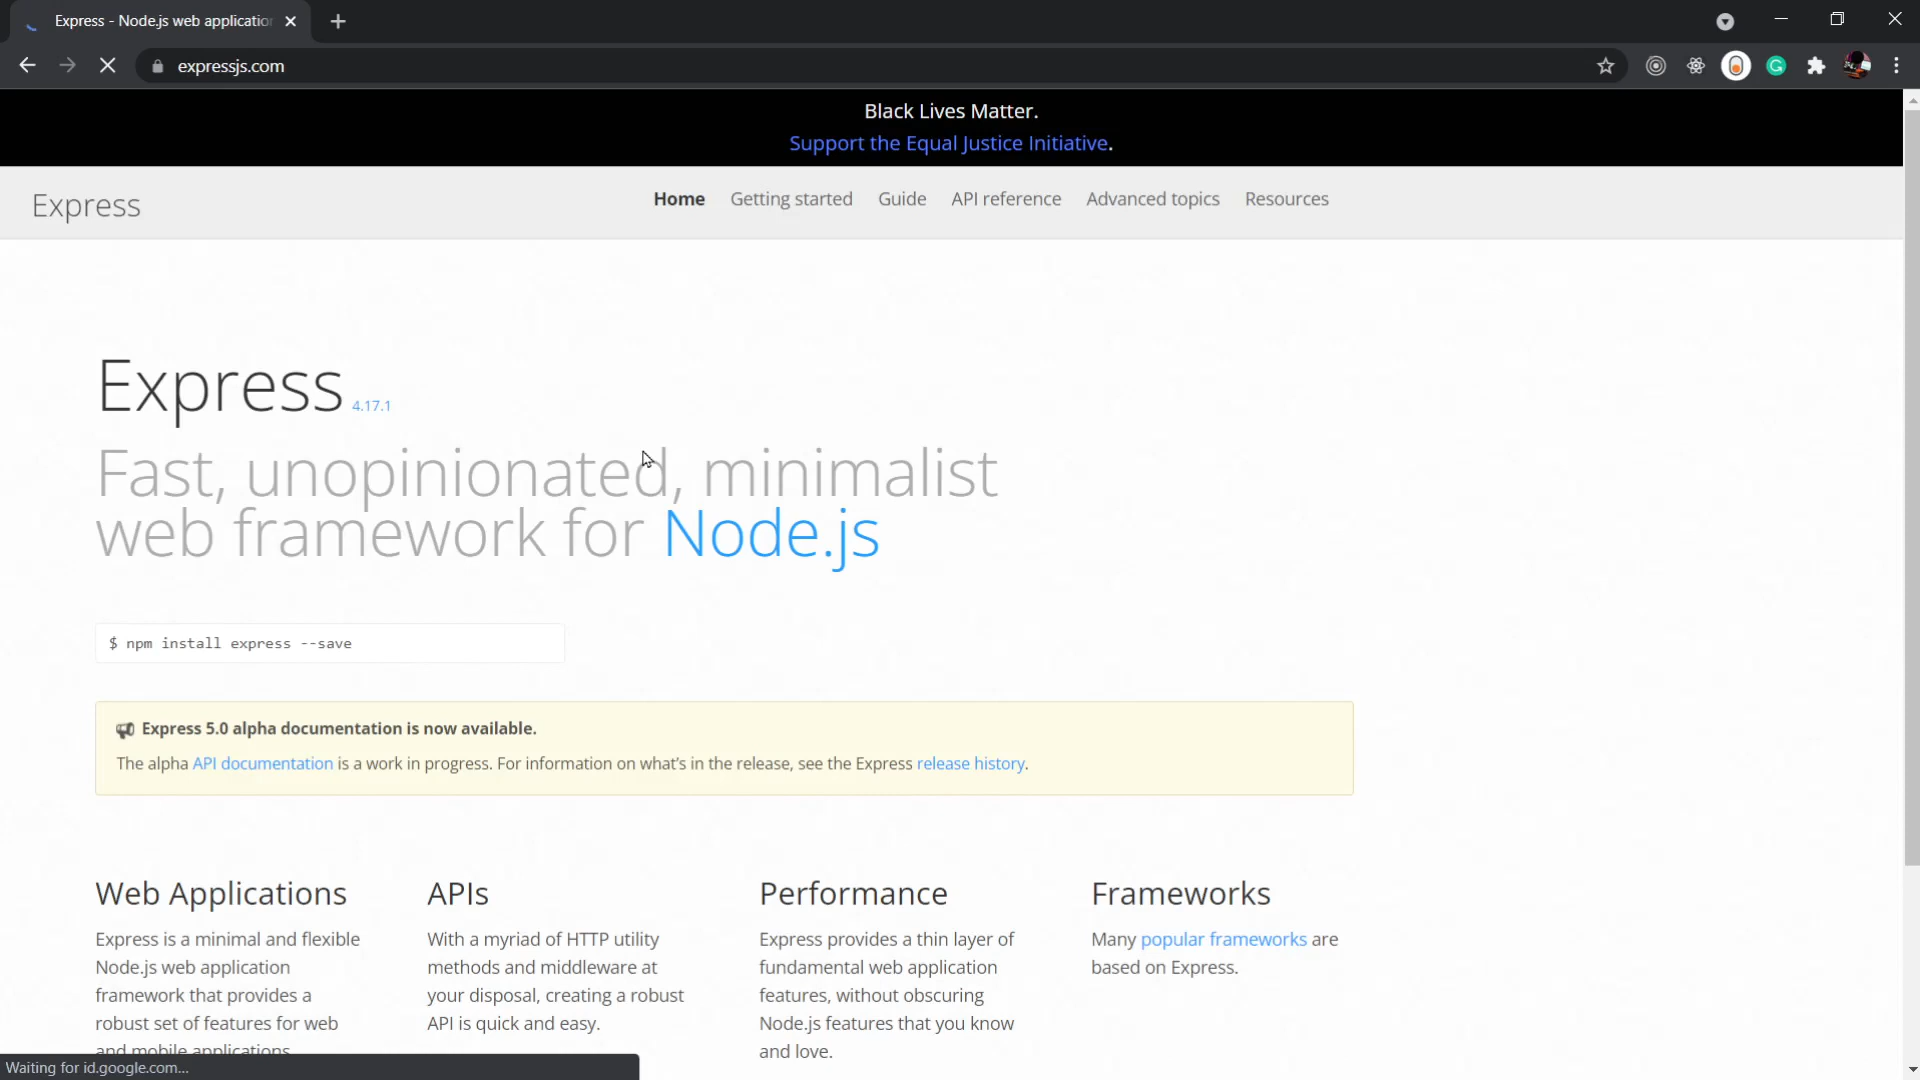 Express - Node.js web application
expressjs.com
Black Lives Matter.
Support the Equal Justice Initiative.
Express
Home
Getting started
Guide
API reference
Advanced topics
Resources
Express 4.17.1
Fast, unopinionated, minimalist
web framework for Node.js
$ npm install express --save
Express 5.0 alpha documentation is now available.
The alpha API documentation is a work in progress. For information on what’s in the release, see the Express release history.
Web Applications
Express is a minimal and flexible
Node.js web application
framework that provides a
robust set of features for web
and mobile applications.
APIs
With a myriad of HTTP utility
methods and middleware at
your disposal, creating a robust
API is quick and easy.
Performance
Express provides a thin layer of
fundamental web application
features, without obscuring
Node.js features that you know
and love.
Frameworks
Many popular frameworks are
based on Express.
Waiting for id.google.com...